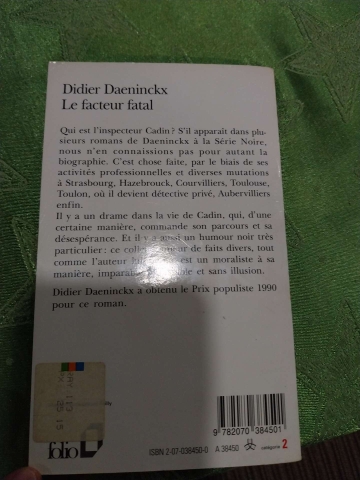 Didier Daeninckx
Le facteur fatal
Qui est l'inspecteur Cadin ? S'il apparaît dans plu-
sieurs romans de Daeninckx à la Série Noire,
nous n'en connaissions pas pour autant la
biographie. C'est chose faite, par le biais de ses
activités professionnelles et diverses mutations
à Strasbourg, Hazebrouck, Courvilliers, Toulouse,
Toulon, où il devient détective privé, Aubervilliers
enfin.
Il y a un drame dans la vie de Cadin, qui, d'une
certaine manière, commande son parcours et sa
désespérance. Et il y a aussi un humour noir très
particulier : ce de faits divers, tout
comme l'auteur est un moraliste à sa
manière, et sans illusion.
Didier Daeninckx a obtenu le Prix populiste 1990
pour ce roman.
folio
9 782070 384501
ISBN 2-07-038450-0 A 38450 catégorie 2